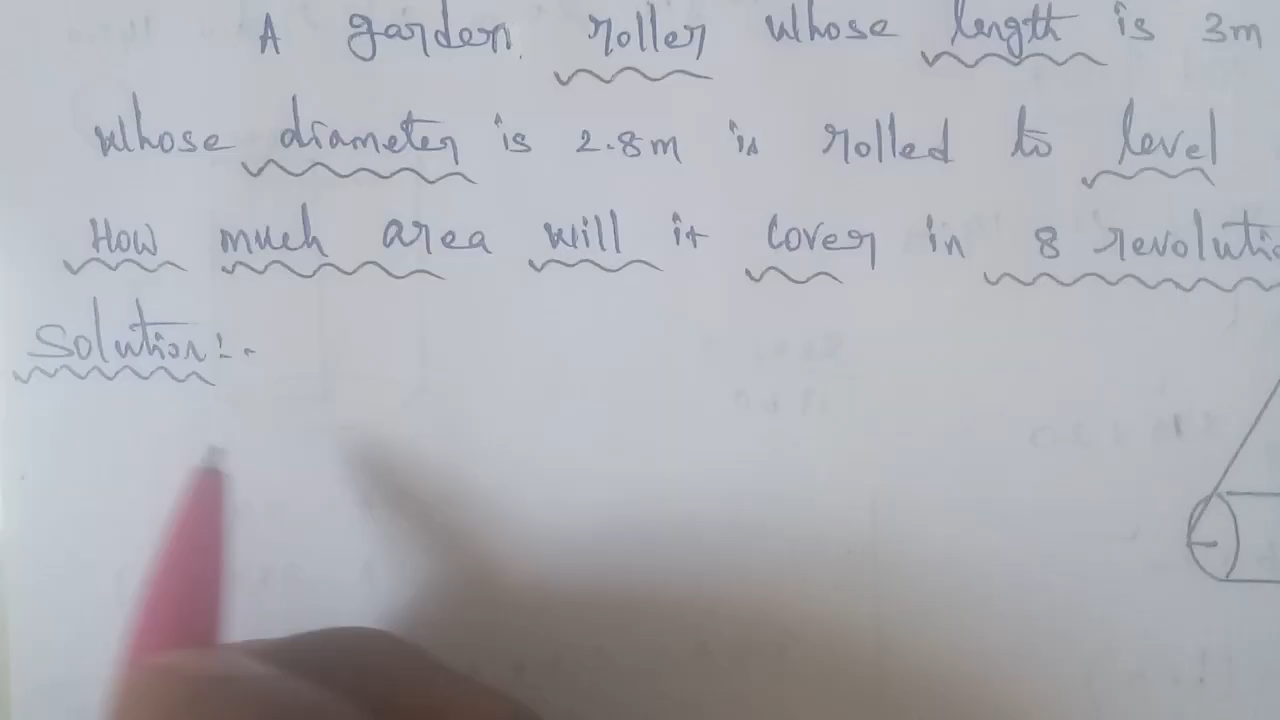 A garden roller whose length is 3m
whose diameter is 2.8m is rolled to level
How much area will it cover in 8 revoluti
Solution:-